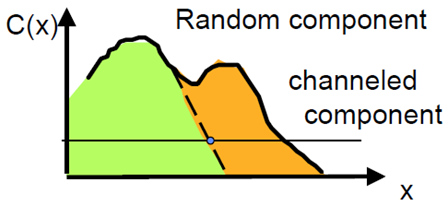 C(x)
Random component
channeled
component
x